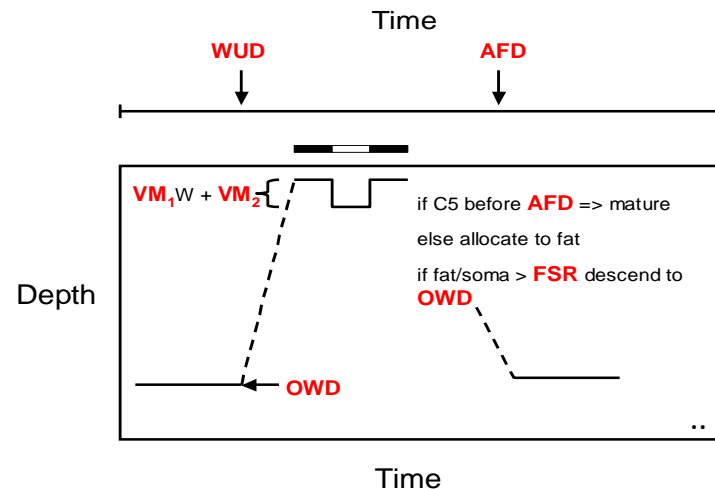 Time
WUD
AFD
VM₁W + VM₂
if C5 before AFD => mature
else allocate to fat
if fat/soma > FSR descend to
OWD
Depth
OWD
..
Time